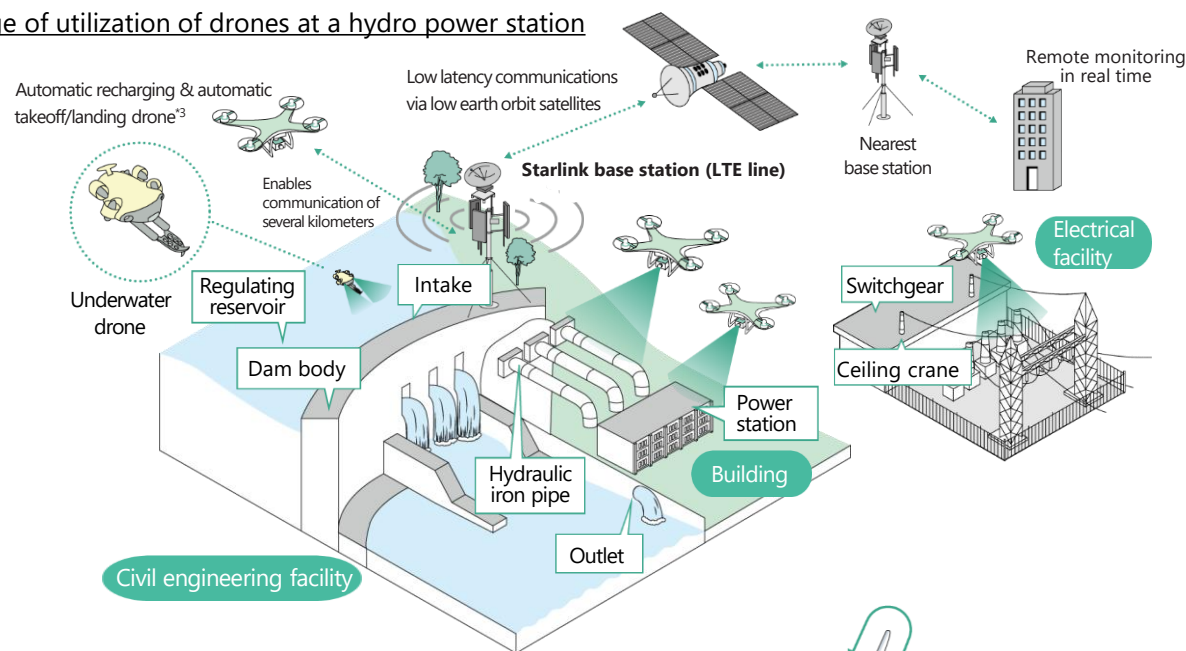 ge of utilization of drones at a hydro power station
Automatic recharging & automatic
takeoff/landing drone*3
Low latency communications
via low earth orbit satellites
Remote monitoring
in real time
Nearest
base station
Starlink base station (LTE line)
Enables
communication of
several kilometers
Underwater
drone
Regulating
reservoir
Intake
Dam body
Electrical
facility
Switchgear
Ceiling crane
Power
station
Building
Hydraulic
iron pipe
Outlet
Civil engineering facility